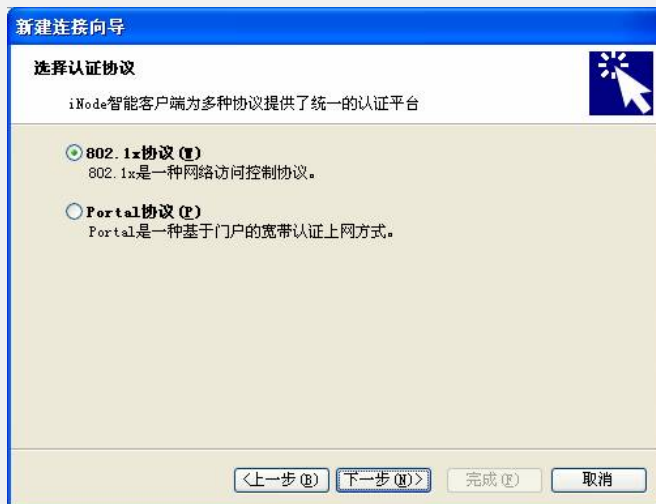 新建连接向导
选择认证协议
iNode智能客户端为多种协议提供了统一的认证平台
802.1x协议(W)
802.1x是一种网络访问控制协议。
Portal协议(P)
Portal是一种基于门户的宽带认证上网方式。
<上一步(B) 下一步(N)> 完成(F) 取消